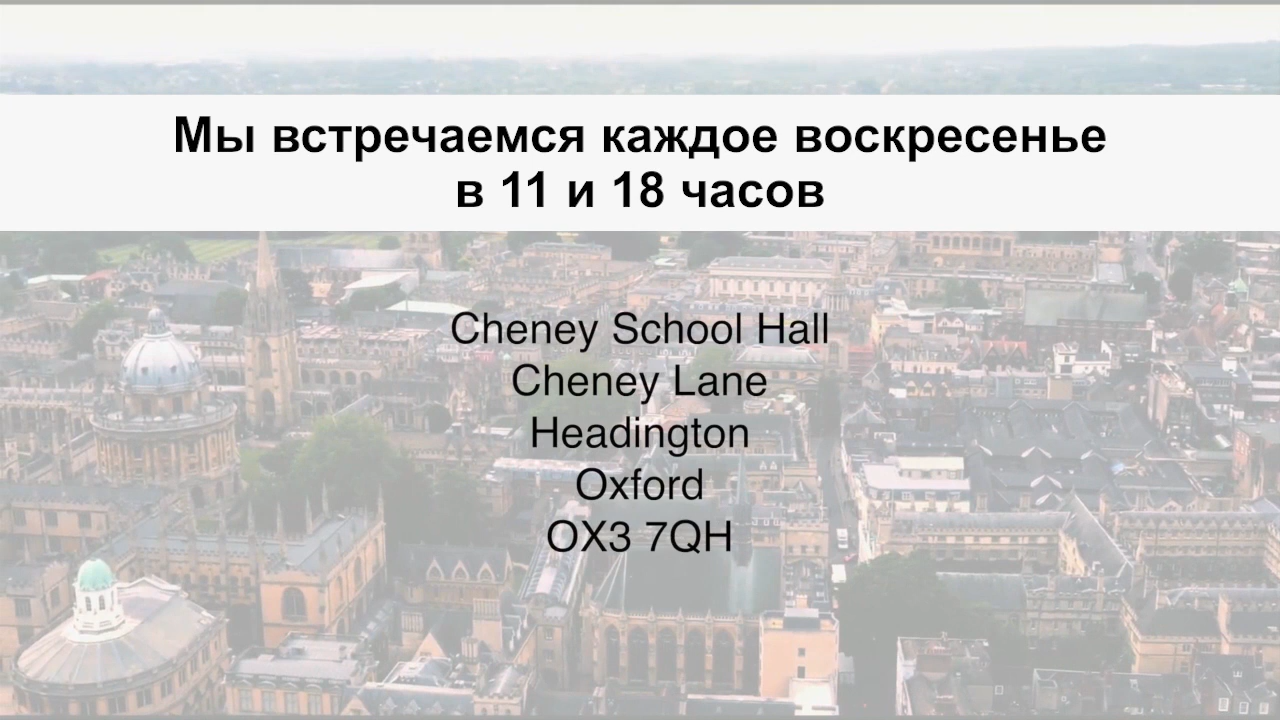 Мы встречаемся каждое воскресенье
в 11 и 18 часов
Cheney School Hall
Cheney Lane
Headington
Oxford
OX3 7QH